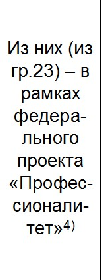 Из них (из
гр.23) – в
рамках
федера-
льного
проекта
«Профес-
сионали-
тет»4)